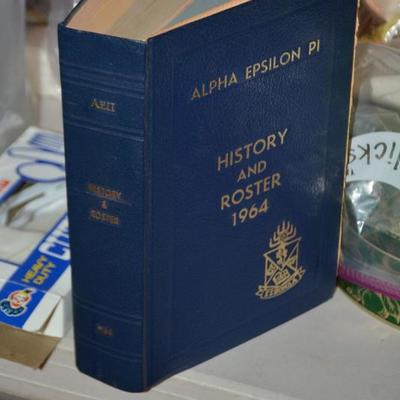 ALPHA EPSILON PI
HISTORY
AND
ROSTER
1964
ΑΕΠ
HISTORY
&
ROSTER
HEAVY
DUTY